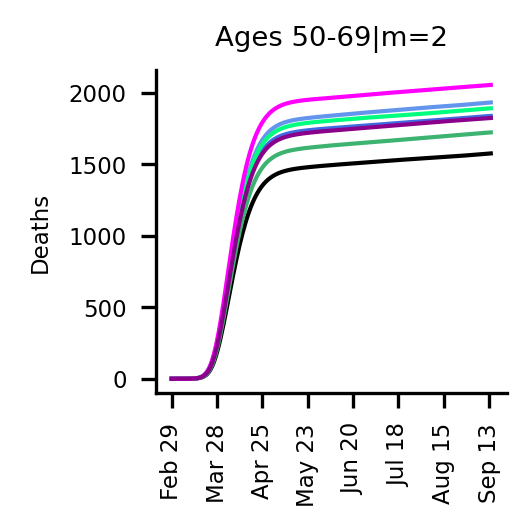 Ages 50-69|m=2
Deaths
2000
1500
1000
500
0
Feb 29
Mar 28
Apr 25
May 23
Jun 20
Jul 18
Aug 15
Sep 13